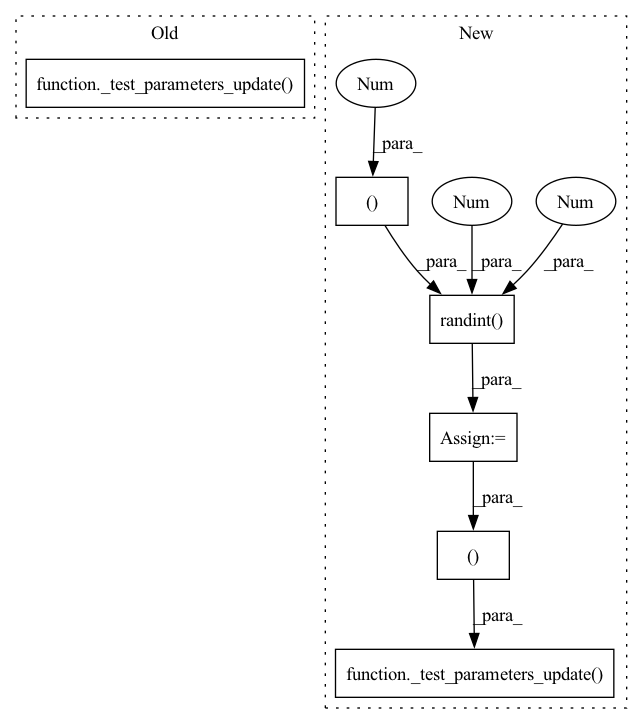 Old
New
function._test_parameters_update()
Num
_para_
()
Num
Num
_para_
_para_
_para_
randint()
_para_
Assign:=
_para_
()
_para_
function._test_parameters_update()